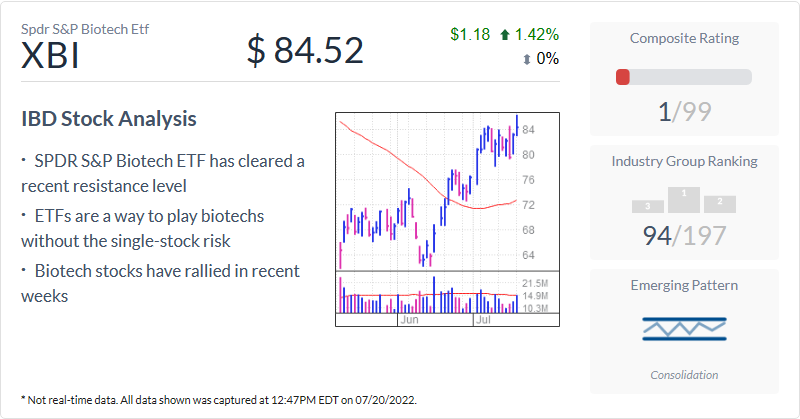 Spdr S&P Biotech Etf
XBI
$ 84.52
$1.18 1.42%
0%
IBD Stock Analysis
· SPDR S&P Biotech ETF has cleared a
recent resistance level
· ETFs are a way to play biotechs
without the single-stock risk
· Biotech stocks have rallied in recent
weeks
84
80
76
72
68
64
21.5M
14.9M
10.3M
Jun Jul
Composite Rating
1/99
Industry Group Ranking
3 1 2
94/197
Emerging Pattern
Consolidation
* Not real-time data. All data shown was captured at 12:47PM EDT on 07/20/2022.